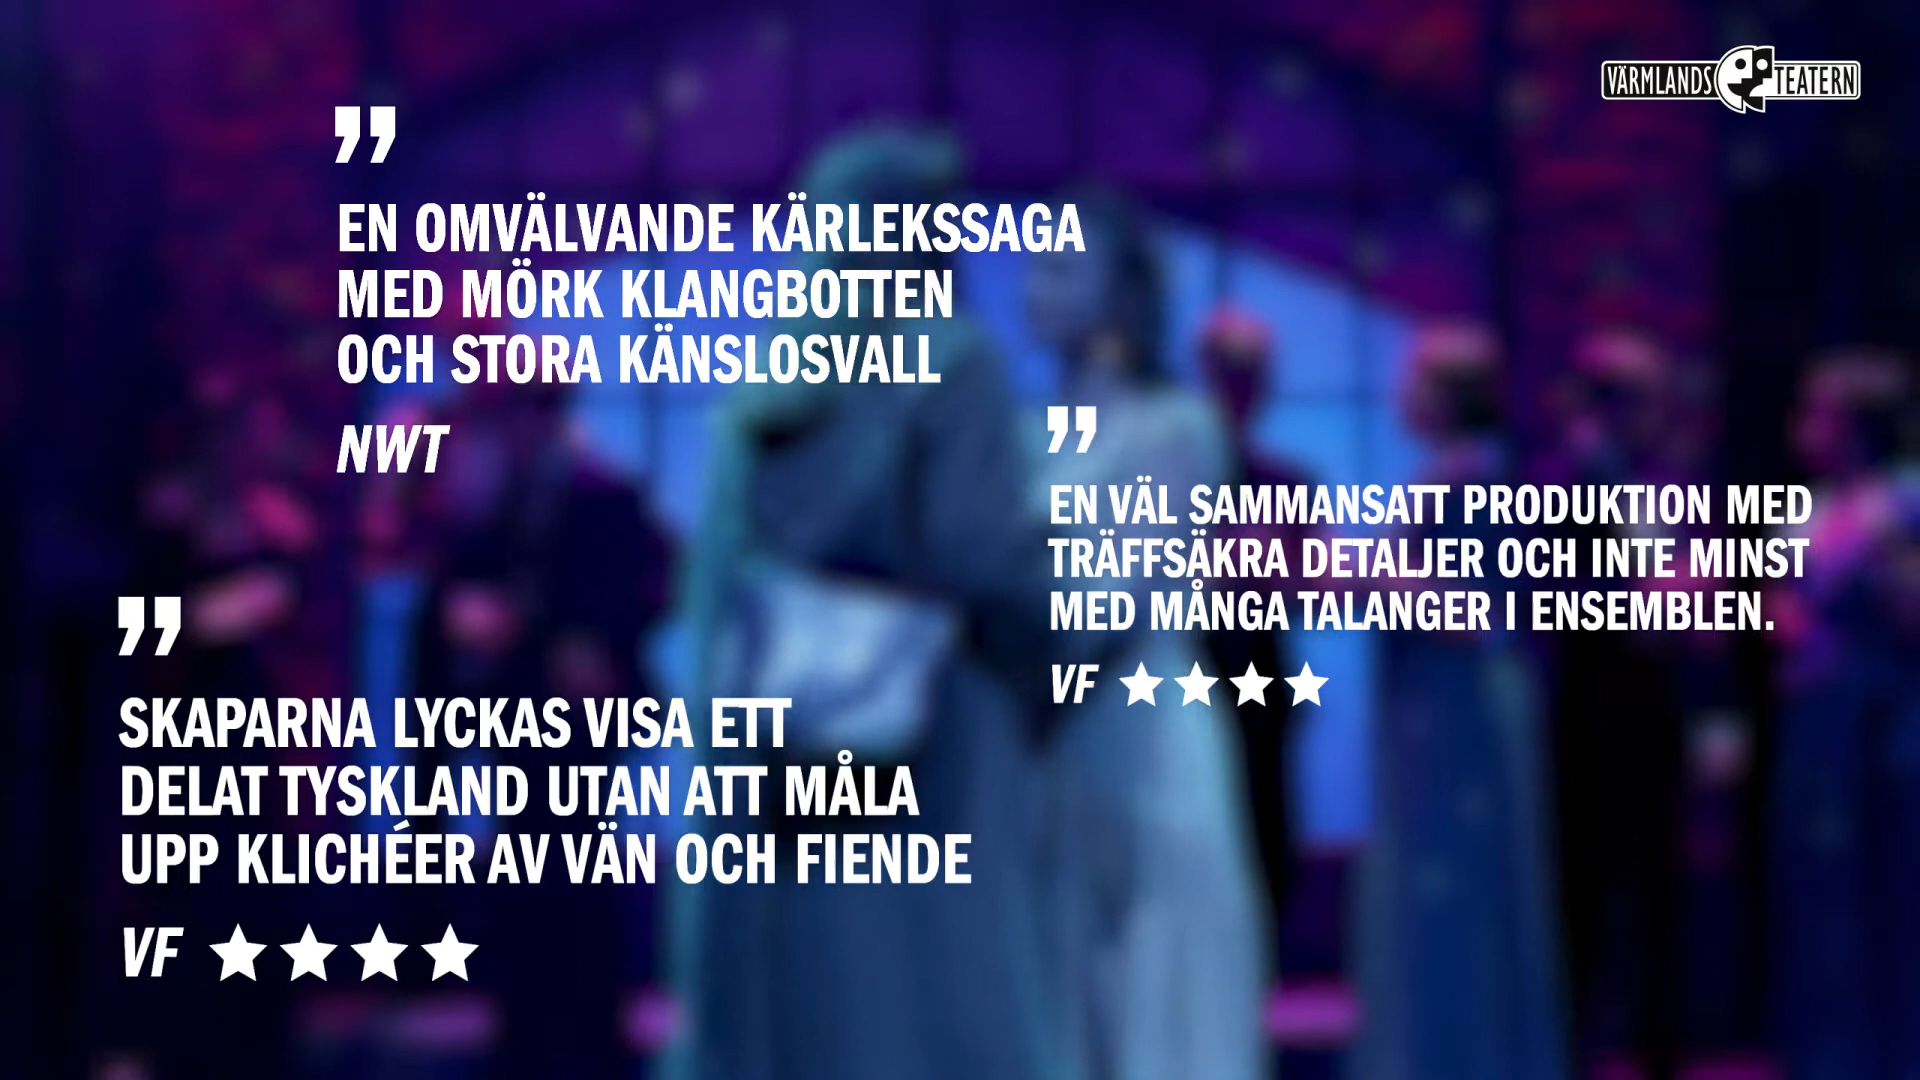 VÄRMLANDS TEATERN
”
EN OMVÄLVANDE KÄRLEKSSAGA
MED MÖRK KLANGBOTTEN
OCH STORA KÄNSLOSVALL
NWT
”
EN VÄL SAMMANSATT PRODUKTION MED
TRÄFFSÄKRA DETALJER OCH INTE MINST
MED MÅNGA TALANGER I ENSEMBLEN.
VF ★★★★
”
SKAPARNA LYCKAS VISA ETT
DELAT TYSKLAND UTAN ATT MÅLA
UPP KLICHÉER AV VÄN OCH FIENDE
VF ★★★★